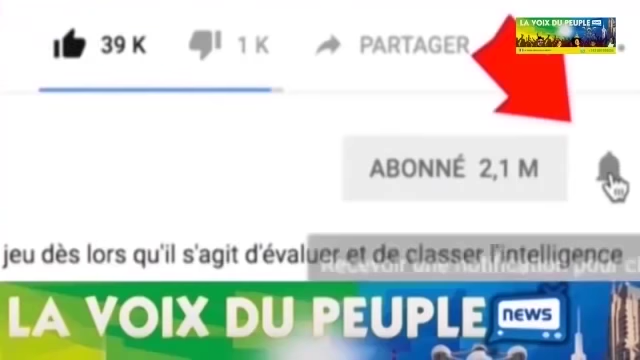 LA VOIX DU PEUPLE
39 K 1 K PARTAGER
ABONNÉ 2,1 M
jeu dès lors qu'il s'agit d'évaluer et de classer l'intelligence
Recevoir une notification pour
LA VOIX DU PEUPLE NEWS